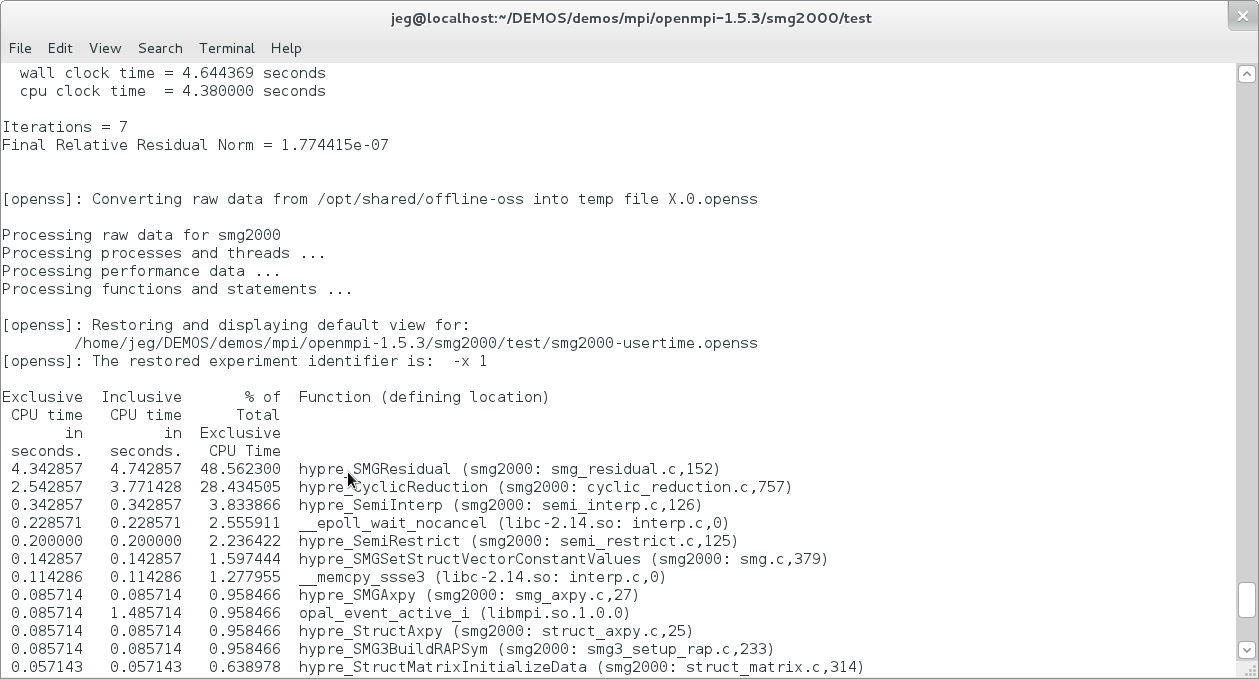 jeg@localhost:~/DEMOS/demos/mpi/openmpi-1.5.3/smg2000/test
File Edit View Search Terminal Help
wall clock time = 4.644369 seconds
cpu clock time  = 4.380000 seconds
Iterations = 7
Final Relative Residual Norm = 1.774415e-07
[openss]: Converting raw data from /opt/shared/offline-oss into temp file X.0.openss
Processing raw data for smg2000
Processing processes and threads ...
Processing performance data ...
Processing functions and statements ...
[openss]: Restoring and displaying default view for:
/home/jeg/DEMOS/demos/mpi/openmpi-1.5.3/smg2000/test/smg2000-usertime.openss
[openss]: The restored experiment identifier is:  -x 1
Exclusive  Inclusive       % of  Function (defining location)
CPU time   CPU time      Total
in         in  Exclusive
seconds.   seconds.   CPU Time
4.342857   4.742857  48.562300  hypre_SMGResidual (smg2000: smg_residual.c,152)
2.542857   3.771428  28.434505  hypre_CyclicReduction (smg2000: cyclic_reduction.c,757)
0.342857   0.342857   3.833866  hypre_SemiInterp (smg2000: semi_interp.c,126)
0.228571   0.228571   2.555911  __epoll_wait_nocancel (libc-2.14.so: interp.c,0)
0.200000   0.200000   2.236422  hypre_SemiRestrict (smg2000: semi_restrict.c,125)
0.142857   0.142857   1.597444  hypre_SMGSetStructVectorConstantValues (smg2000: smg.c,379)
0.114286   0.114286   1.277955  __memcpy_ssse3 (libc-2.14.so: interp.c,0)
0.085714   0.085714   0.958466  hypre_SMGAxpy (smg2000: smg_axpy.c,27)
0.085714   1.485714   0.958466  opal_event_active_i (libmpi.so.1.0.0)
0.085714   0.085714   0.958466  hypre_StructAxpy (smg2000: struct_axpy.c,25)
0.085714   0.085714   0.958466  hypre_SMG3BuildRAPSym (smg2000: smg3_setup_rap.c,233)
0.057143   0.057143   0.638978  hypre_StructMatrixInitializeData (smg2000: struct_matrix.c,314)